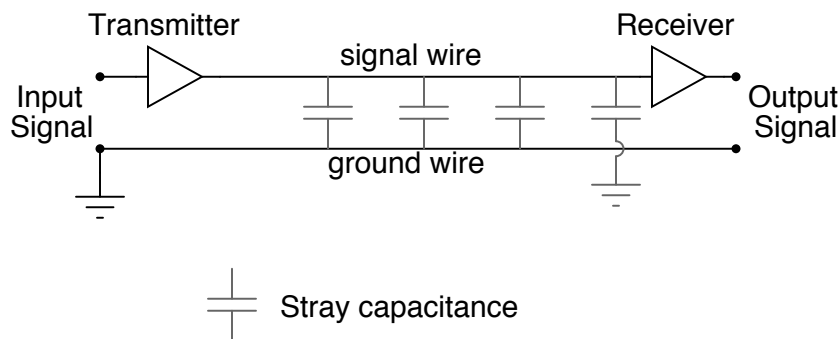 Transmitter
Receiver
signal wire
Input
Signal
Output
Signal
ground wire
Stray capacitance